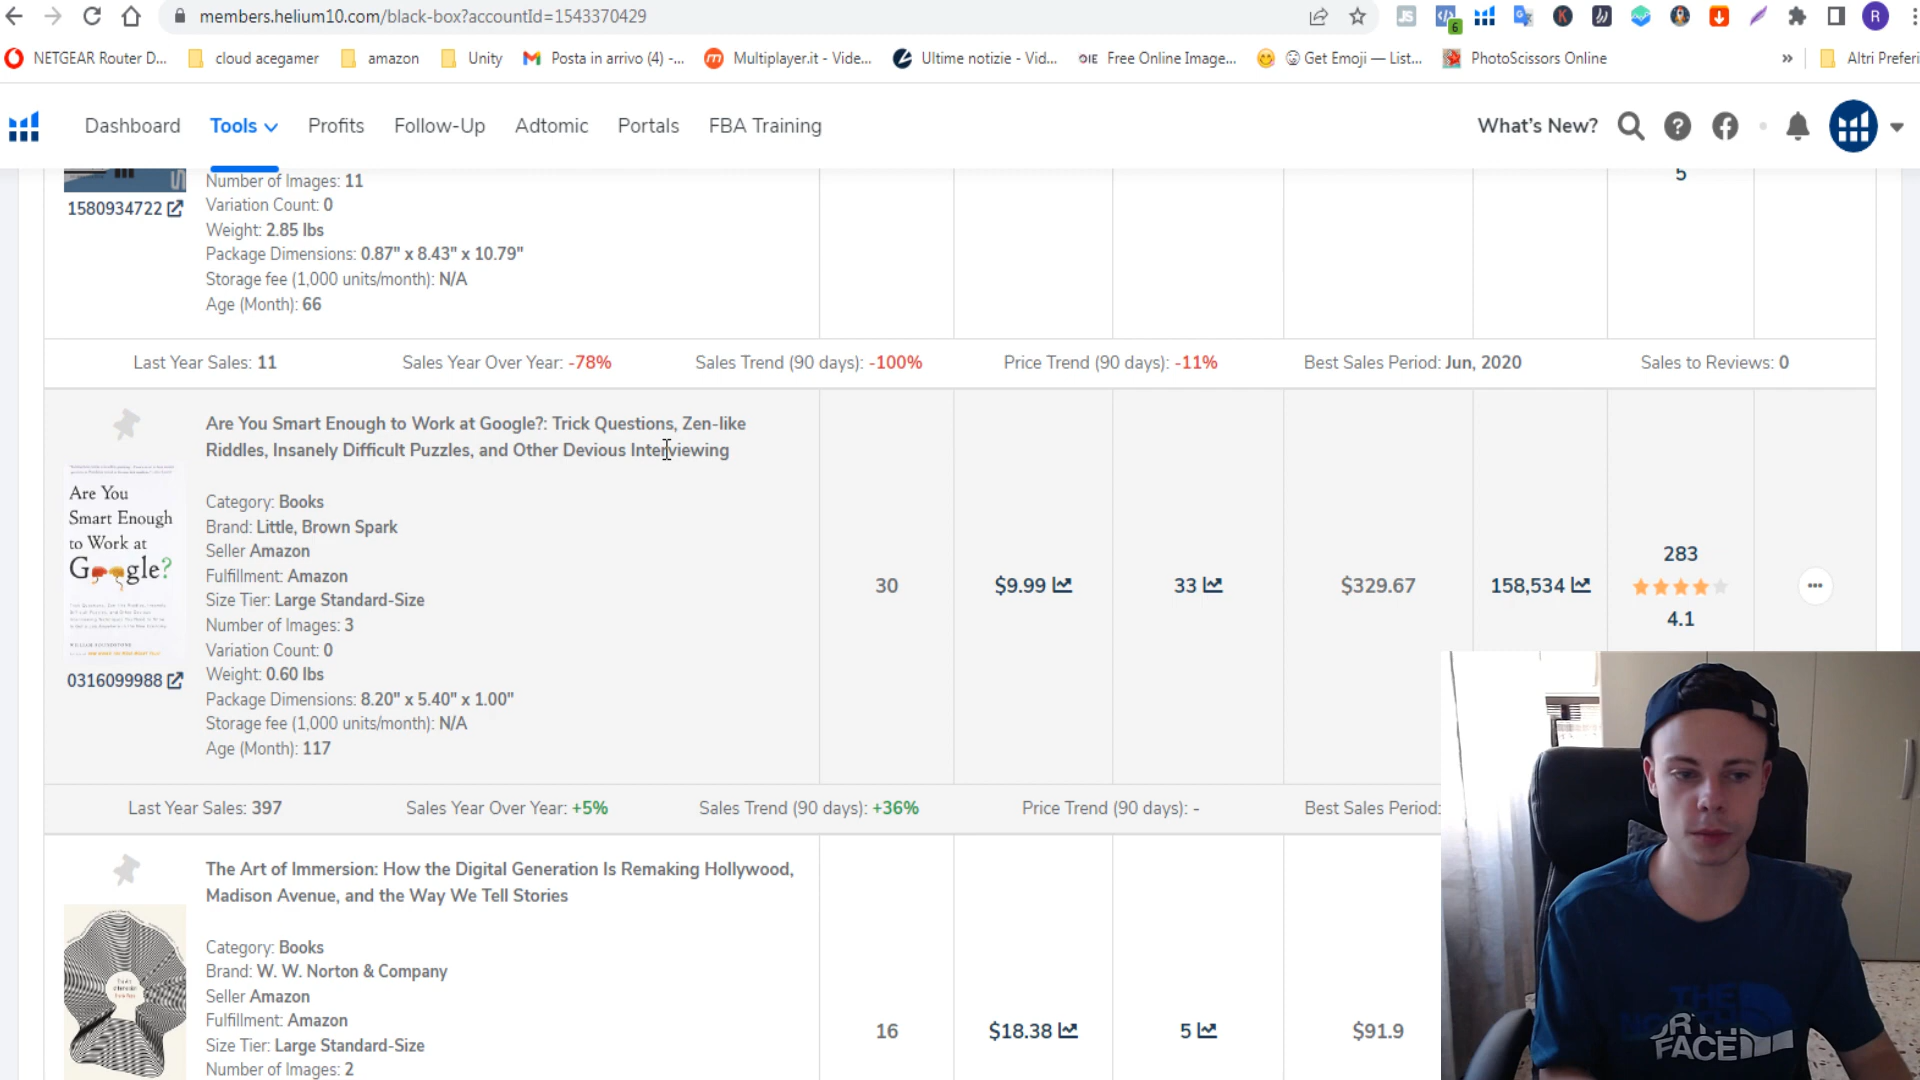 members.helium10.com/black-box?accountId=1543370429
6
R
NETGEAR Router D...
cloud acegamer
amazon
Unity
Posta in arrivo (4) -...
Multiplayer.it - Vide...
Ultime notizie - Vid...
Free Online Image...
Get Emoji — List...
PhotoScissors Online
»
Altri Preferi
Dashboard
Tools
Profits
Follow-Up
Adtomic
Portals
FBA Training
What's New?
Number of Images: 11
5
1580934722
Variation Count: 0
Weight: 2.85 lbs
Package Dimensions: 0.87" x 8.43" x 10.79"
Storage fee (1,000 units/month): N/A
Age (Month): 66
Last Year Sales: 11
Sales Year Over Year: -78%
Sales Trend (90 days): -100%
Price Trend (90 days): -11%
Best Sales Period: Jun, 2020
Sales to Reviews: 0
Are You Smart Enough to Work at Google?: Trick Questions, Zen-like
Riddles, Insanely Difficult Puzzles, and Other Devious Interviewing
Are You
Smart Enough
to Work at
Google?
0316099988
Category: Books
Brand: Little, Brown Spark
Seller Amazon
Fulfillment: Amazon
Size Tier: Large Standard-Size
Number of Images: 3
Variation Count: 0
Weight: 0.60 lbs
Package Dimensions: 8.20" x 5.40" x 1.00"
Storage fee (1,000 units/month): N/A
Age (Month): 117
30
$9.99
33
$329.67
158,534
283
4.1
Last Year Sales: 397
Sales Year Over Year: +5%
Sales Trend (90 days): +36%
Price Trend (90 days): -
Best Sales Period:
The Art of Immersion: How the Digital Generation Is Remaking Hollywood,
Madison Avenue, and the Way We Tell Stories
Category: Books
Brand: W. W. Norton & Company
Seller Amazon
Fulfillment: Amazon
Size Tier: Large Standard-Size
Number of Images: 2
16
$18.38
5
$91.9
THE
NORTH
FACE